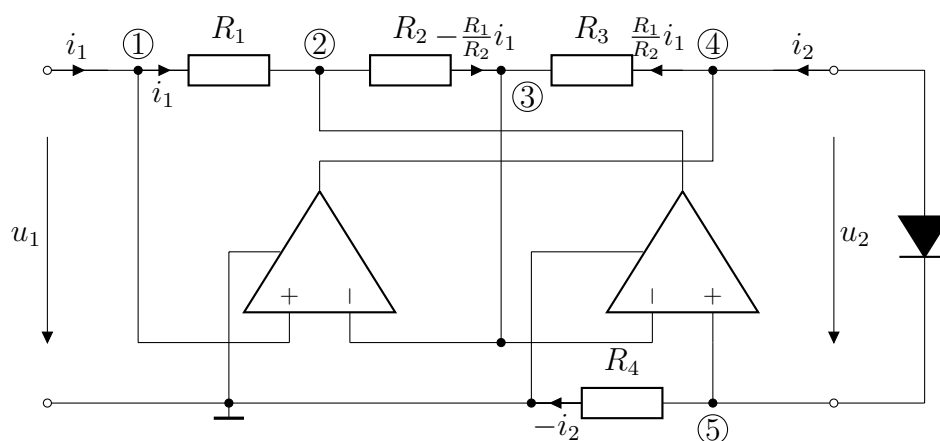 i₁ ① R₁ ② R₂ −R₁/R₂ i₁ R₃ R₁/R₂ i₁ ④ i₂
i₁ ③
u₁ u₂
+ − − +
R₄
−i₂ ⑤